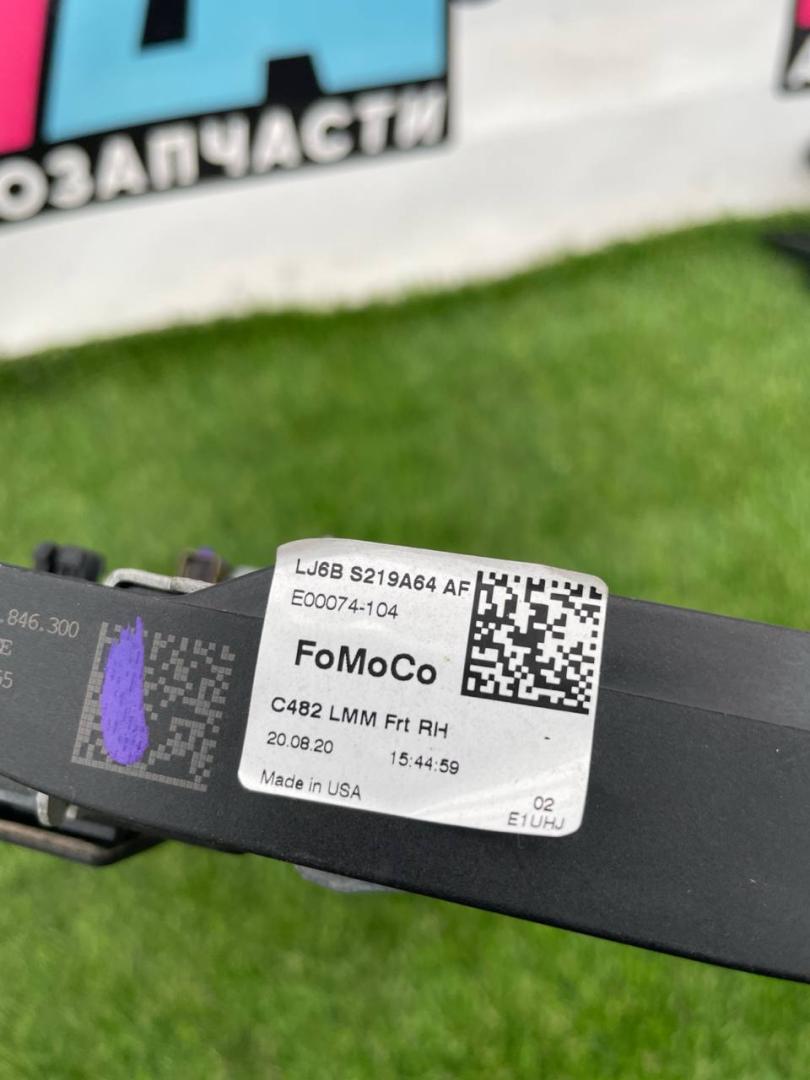 ОЗАПЧАСТИ
.846.300
LJ6B S219A64 AF
E00074-104
FoMoCo
C482 LMM Frt RH
20.08.20 15:44:59
Made in USA
02
E1UHJ